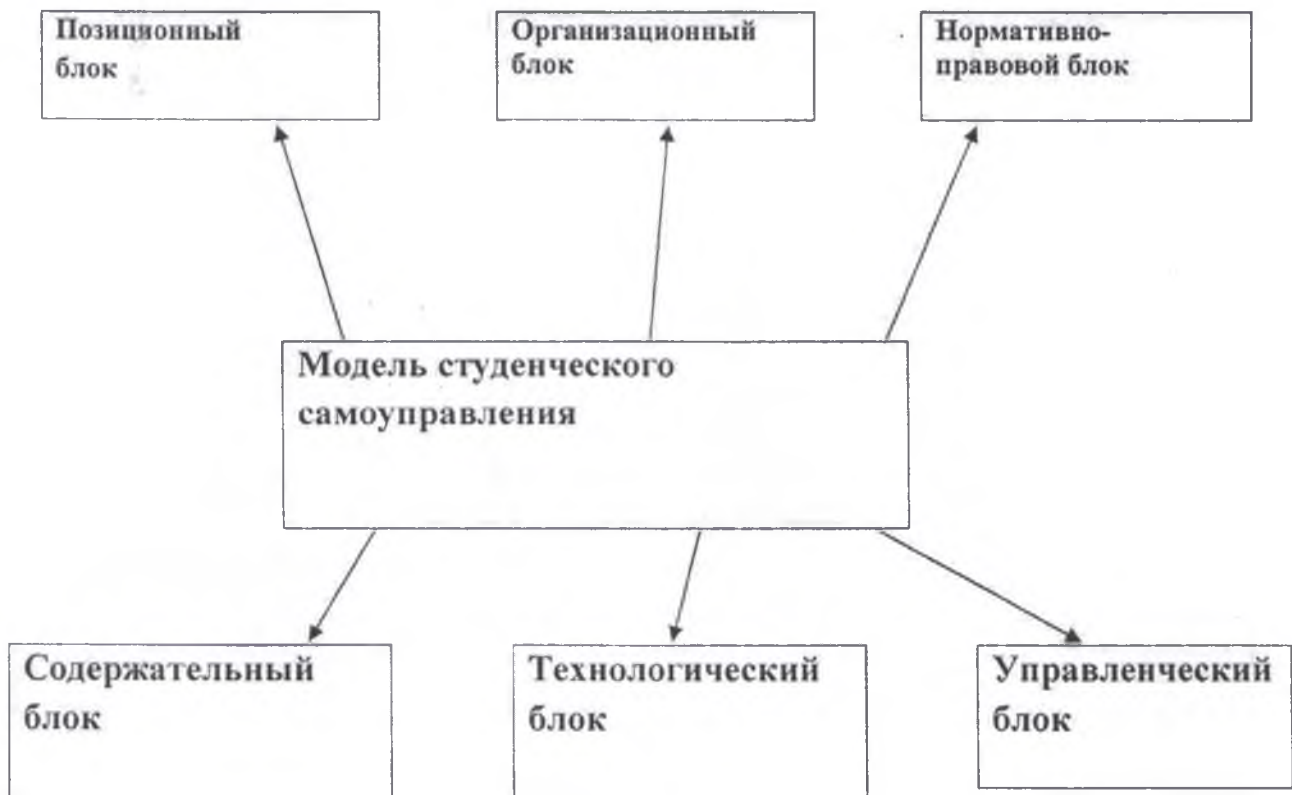 Позиционный
блок
Организационный
блок
Нормативно-
правовой блок
Модель студенческого
самоуправления
Содержательный
блок
Технологический
блок
Управленческий
блок